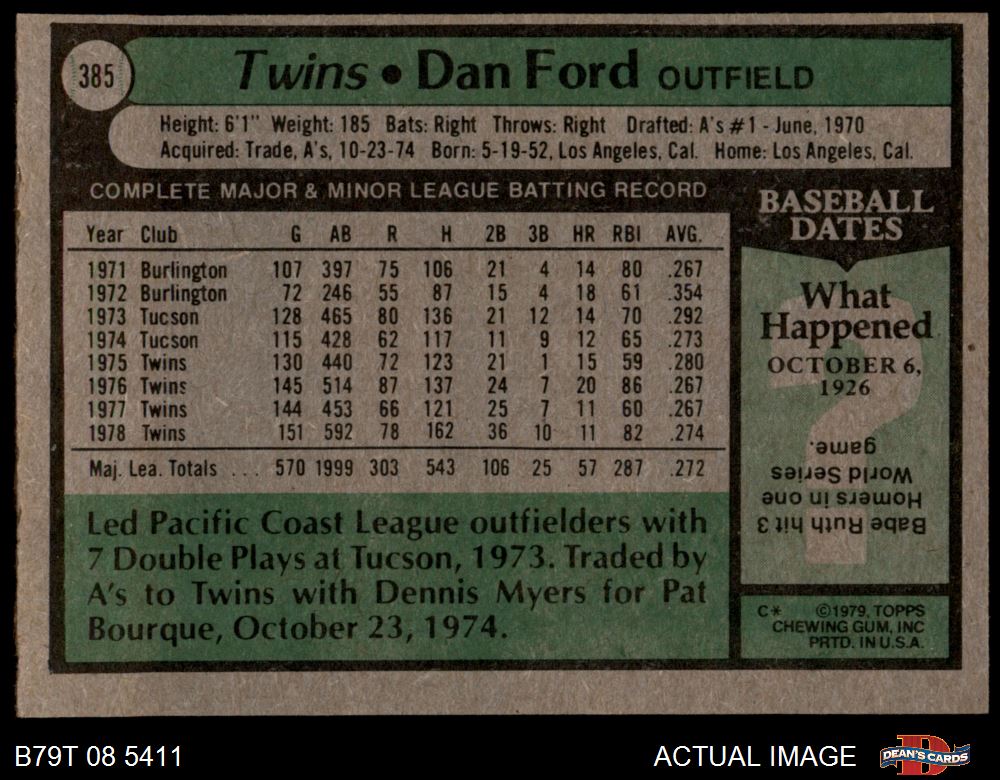 385
Twins • Dan Ford OUTFIELD
Height: 6'1" Weight: 185 Bats: Right Throws: Right Drafted: A's #1 - June, 1970
Acquired: Trade, A's, 10-23-74 Born: 5-19-52, Los Angeles, Cal. Home: Los Angeles, Cal.
COMPLETE MAJOR & MINOR LEAGUE BATTING RECORD
Year Club G AB R H 2B 3B HR RBI AVG.
1971 Burlington 107 397 75 106 21 4 14 80 .267
1972 Burlington 72 246 55 87 15 4 18 61 .354
1973 Tucson 128 465 80 136 21 12 14 70 .292
1974 Tucson 115 428 62 117 11 9 12 65 .273
1975 Twins 130 440 72 123 21 1 15 59 .280
1976 Twins 145 514 87 137 24 7 20 86 .267
1977 Twins 144 453 66 121 25 7 11 60 .267
1978 Twins 151 592 78 162 36 10 11 82 .274
Maj. Lea. Totals ... 570 1999 303 543 106 25 57 287 .272
Led Pacific Coast League outfielders with
7 Double Plays at Tucson, 1973. Traded by
A's to Twins with Dennis Myers for Pat
Bourque, October 23, 1974.
BASEBALL
DATES
What
Happened
OCTOBER 6,
1926
?
Babe Ruth hit 3
Homers in one
World Series
game.
C* ©1979, TOPPS
CHEWING GUM, INC
PRTD. IN U.S.A.
B79T 08 5411
ACTUAL IMAGE
DEAN'S CARDS